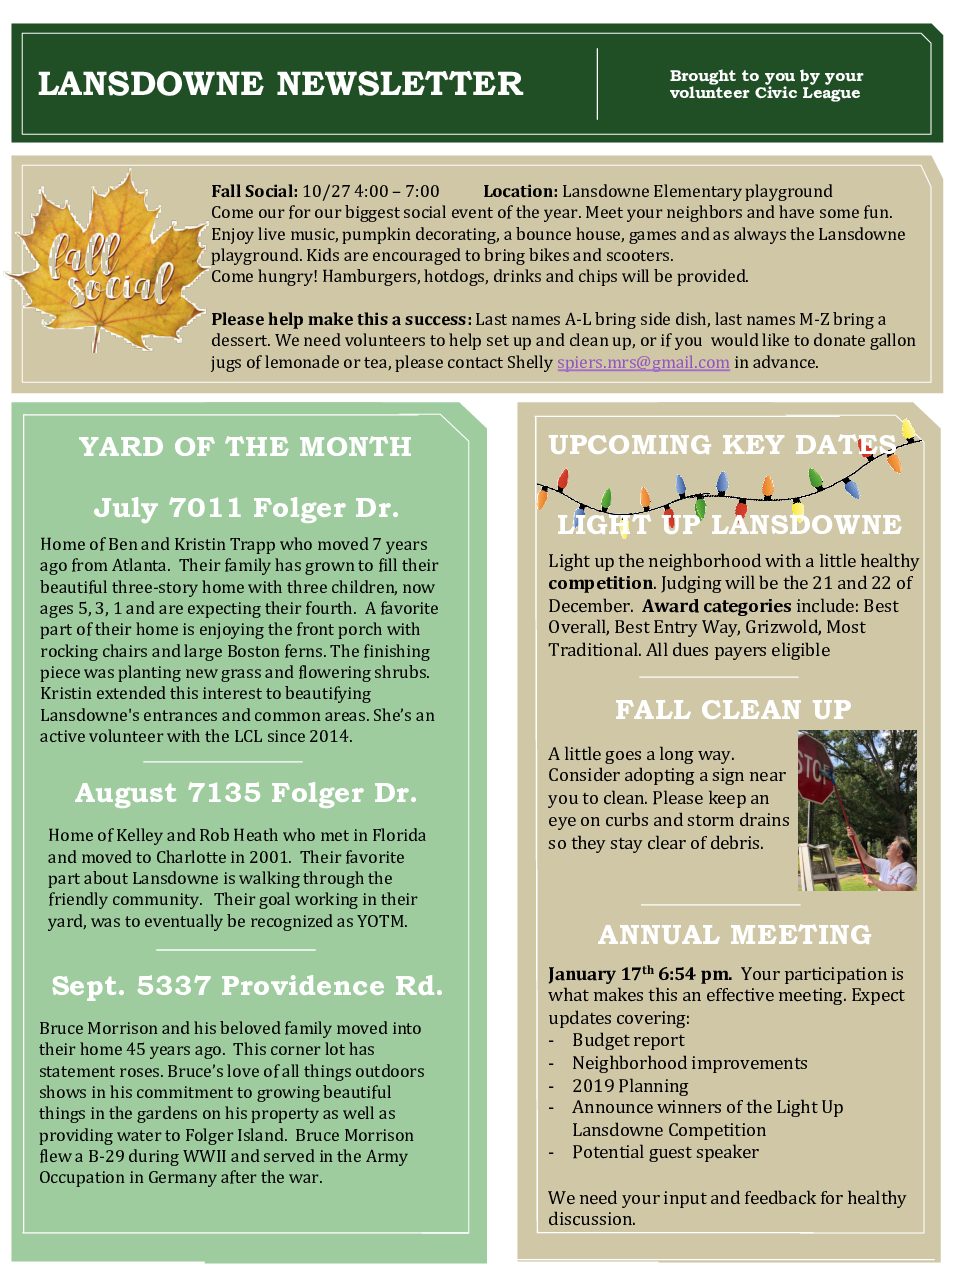 LANSDOWNE NEWSLETTER
Brought to you by your
volunteer Civic League
fall
social
Fall Social: 10/27 4:00 – 7:00 Location: Lansdowne Elementary playground
Come our for our biggest social event of the year. Meet your neighbors and have some fun.
Enjoy live music, pumpkin decorating, a bounce house, games and as always the Lansdowne
playground. Kids are encouraged to bring bikes and scooters.
Come hungry! Hamburgers, hotdogs, drinks and chips will be provided.
Please help make this a success: Last names A-L bring side dish, last names M-Z bring a
dessert. We need volunteers to help set up and clean up, or if you would like to donate gallon
jugs of lemonade or tea, please contact Shelly spiers.mrs@gmail.com in advance.
YARD OF THE MONTH
July 7011 Folger Dr.
Home of Ben and Kristin Trapp who moved 7 years
ago from Atlanta. Their family has grown to fill their
beautiful three-story home with three children, now
ages 5, 3, 1 and are expecting their fourth. A favorite
part of their home is enjoying the front porch with
rocking chairs and large Boston ferns. The finishing
piece was planting new grass and flowering shrubs.
Kristin extended this interest to beautifying
Lansdowne's entrances and common areas. She’s an
active volunteer with the LCL since 2014.
August 7135 Folger Dr.
Home of Kelley and Rob Heath who met in Florida
and moved to Charlotte in 2001. Their favorite
part about Lansdowne is walking through the
friendly community. Their goal working in their
yard, was to eventually be recognized as YOTM.
Sept. 5337 Providence Rd.
Bruce Morrison and his beloved family moved into
their home 45 years ago. This corner lot has
statement roses. Bruce’s love of all things outdoors
shows in his commitment to growing beautiful
things in the gardens on his property as well as
providing water to Folger Island. Bruce Morrison
flew a B-29 during WWII and served in the Army
Occupation in Germany after the war.
UPCOMING KEY DATES
LIGHT UP LANSDOWNE
Light up the neighborhood with a little healthy
competition. Judging will be the 21 and 22 of
December. Award categories include: Best
Overall, Best Entry Way, Grizwold, Most
Traditional. All dues payers eligible
FALL CLEAN UP
A little goes a long way.
Consider adopting a sign near
you to clean. Please keep an
eye on curbs and storm drains
so they stay clear of debris.
STOP
ANNUAL MEETING
January 17th 6:54 pm. Your participation is
what makes this an effective meeting. Expect
updates covering:
- Budget report
- Neighborhood improvements
- 2019 Planning
- Announce winners of the Light Up
Lansdowne Competition
- Potential guest speaker
We need your input and feedback for healthy
discussion.